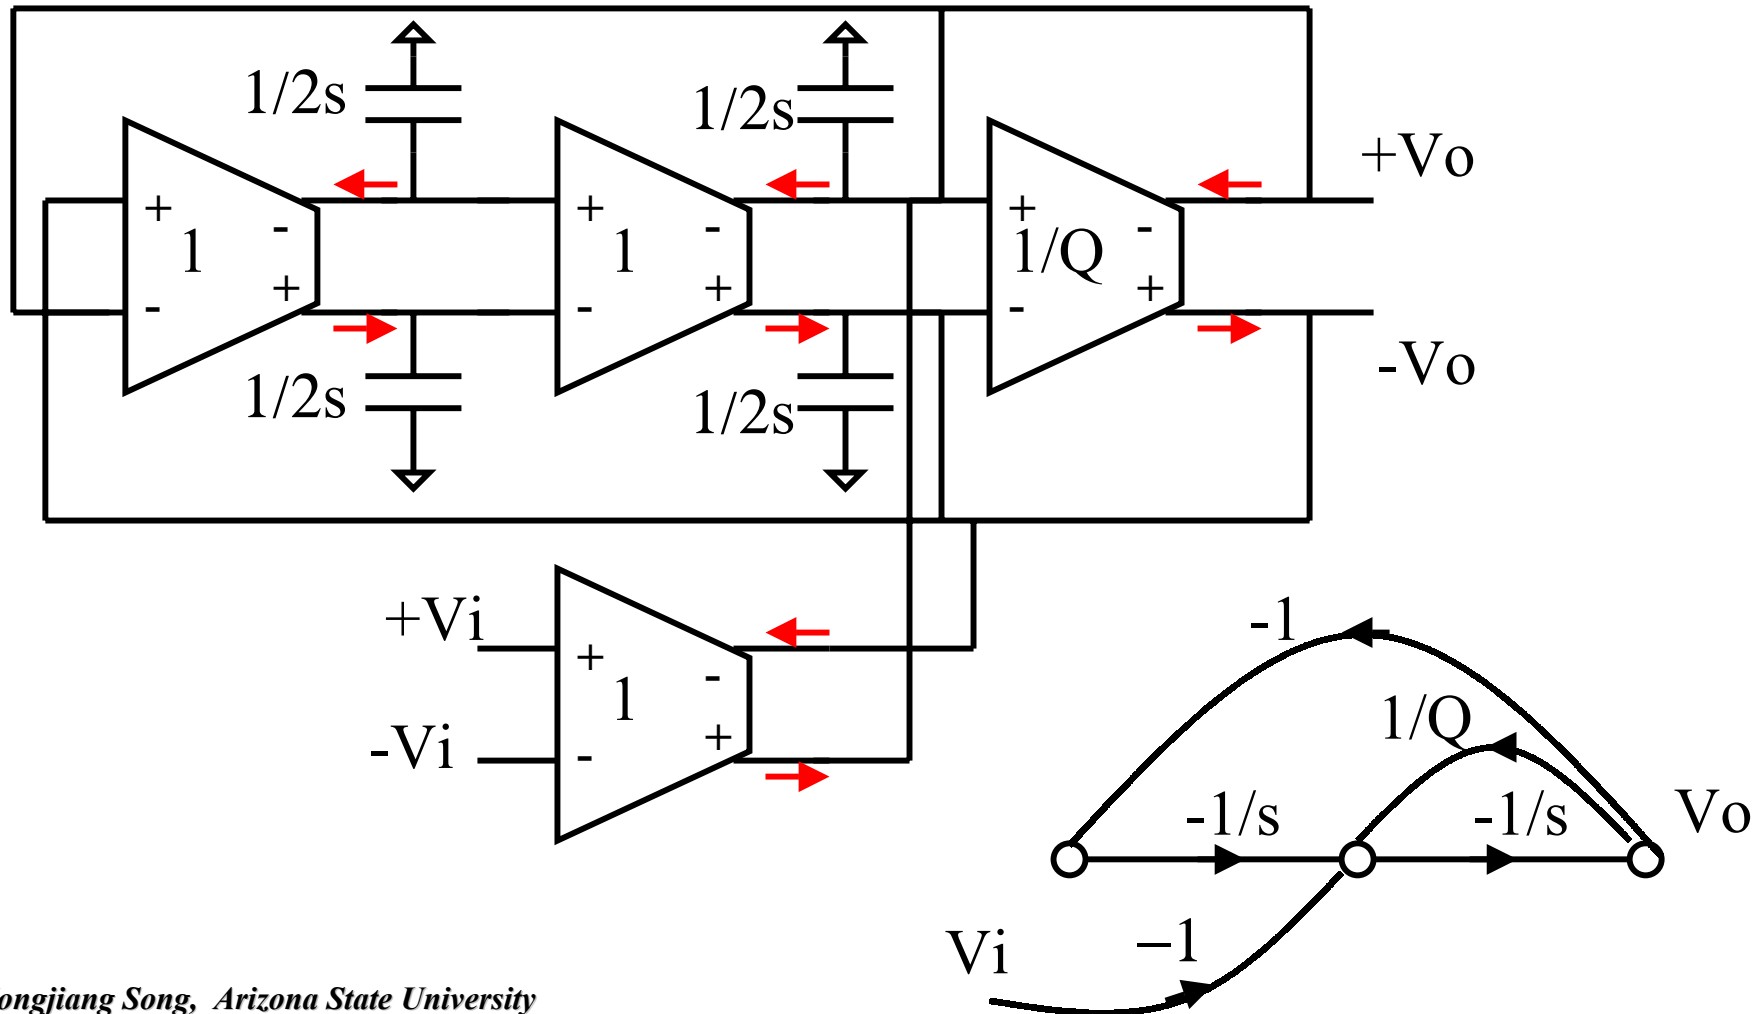 1/2s
1/2s
+Vo
+ 1 - - +
+ 1 - - +
+ 1/Q - - +
-Vo
1/2s
1/2s
+Vi
-Vi
+ 1 - - +
-1
1/Q
-1/s
-1/s
Vo
Vi
–1
ongjiang Song, Arizona State University